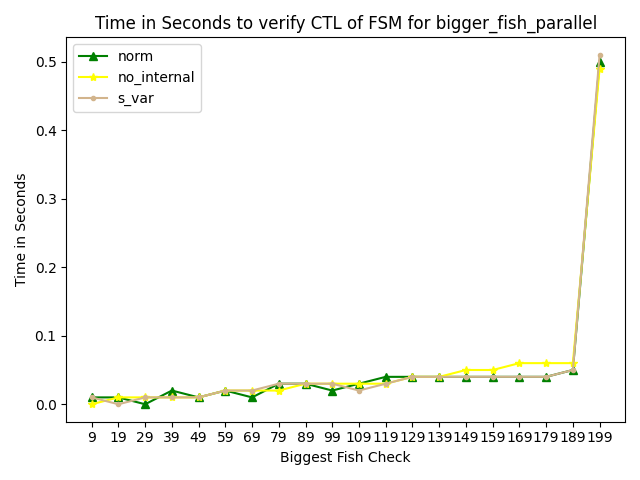 Time in Seconds to verify CTL of FSM for bigger_fish_parallel
norm
no_internal
s_var
Time in Seconds
0.5
0.4
0.3
0.2
0.1
0.0
9 19 29 39 49 59 69 79 89 99 109 119 129 139 149 159 169 179 189 199
Biggest Fish Check